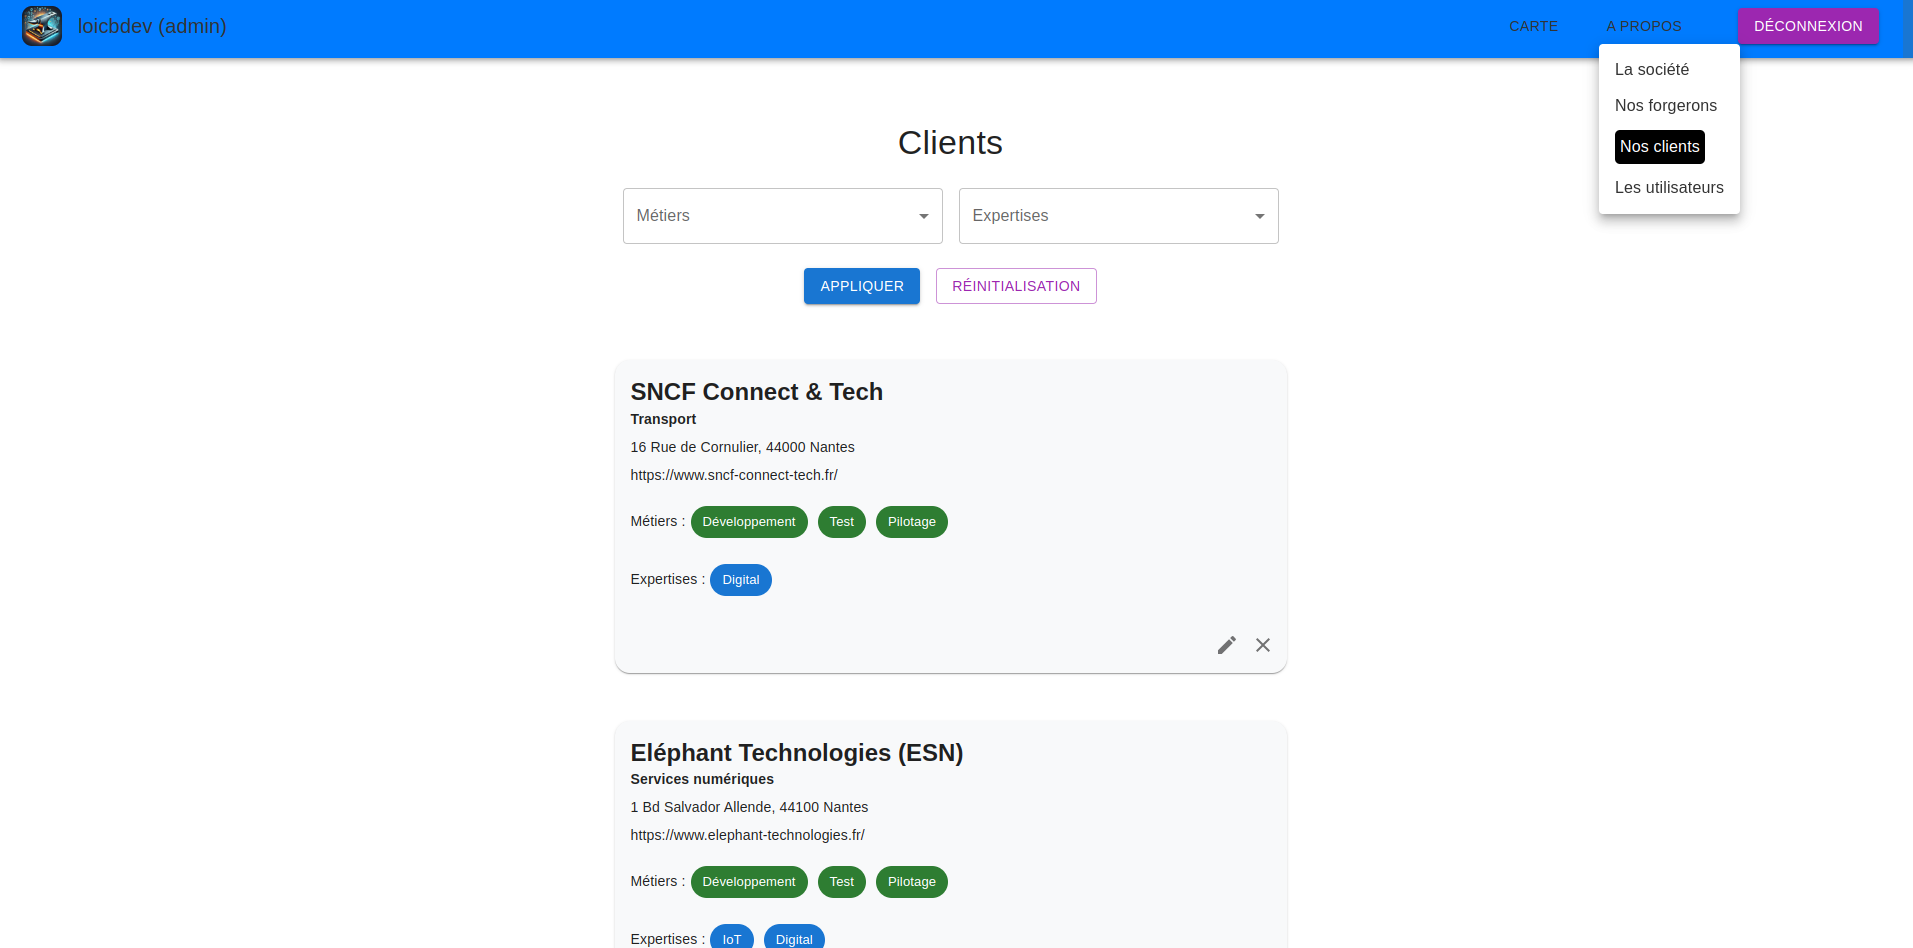 loicbdev (admin)
CARTE
A PROPOS
DÉCONNEXION
La société
Nos forgerons
Nos clients
Les utilisateurs
Clients
Métiers
Expertises
APPLIQUER
RÉINITIALISATION
SNCF Connect & Tech
Transport
16 Rue de Cornulier, 44000 Nantes
https://www.sncf-connect-tech.fr/
Métiers : Développement Test Pilotage
Expertises : Digital
Eléphant Technologies (ESN)
Services numériques
1 Bd Salvador Allende, 44100 Nantes
https://www.elephant-technologies.fr/
Métiers : Développement Test Pilotage
Expertises : IoT Digital